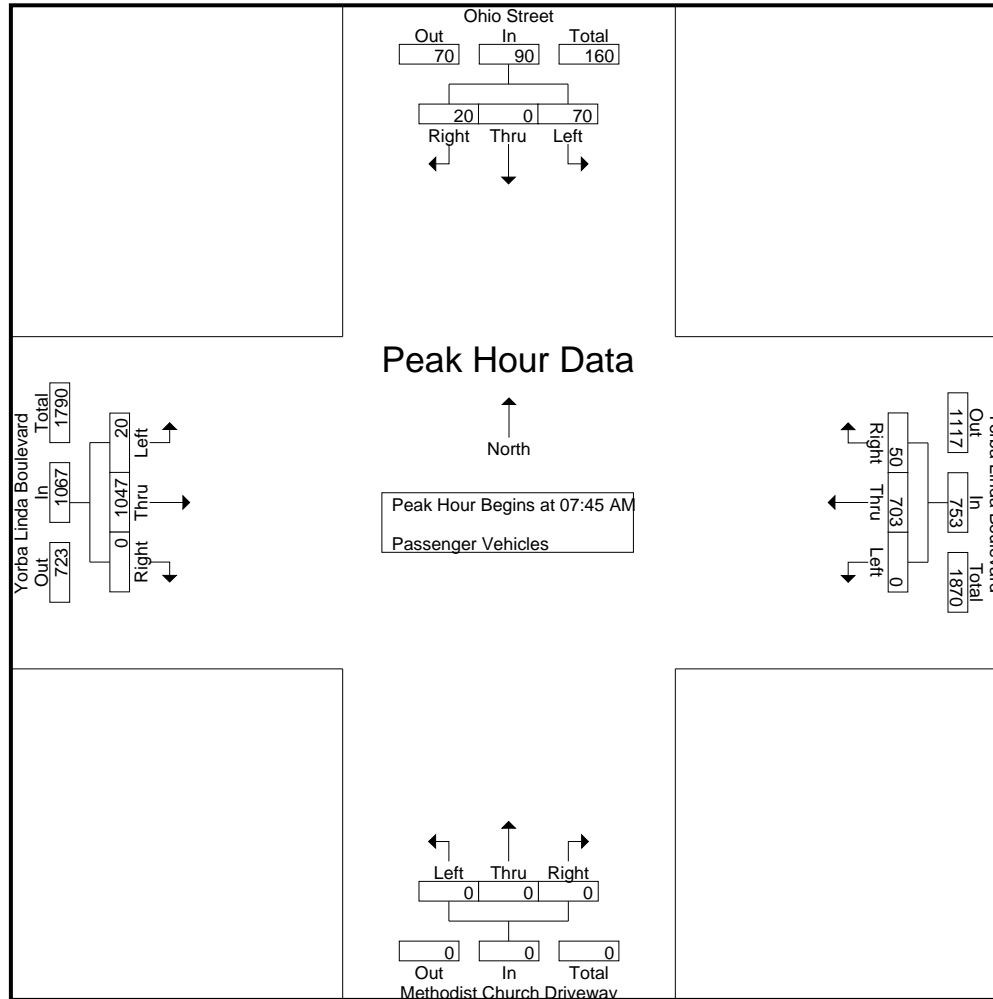 Ohio Street
Out In Total
70 90 160
20 0 70
Right Thru Left
Peak Hour Data
North
Peak Hour Begins at 07:45 AM
Passenger Vehicles
Yorba Linda Boulevard
Total In Out
1790 1067 723
20 1047 0
Left Thru Right
Yorba Linda Boulevard
Out In Total
1117 753 1870
50 703 0
Right Thru Left
Left Thru Right
0 0 0
0 0 0
Out In Total
Methodist Church Driveway